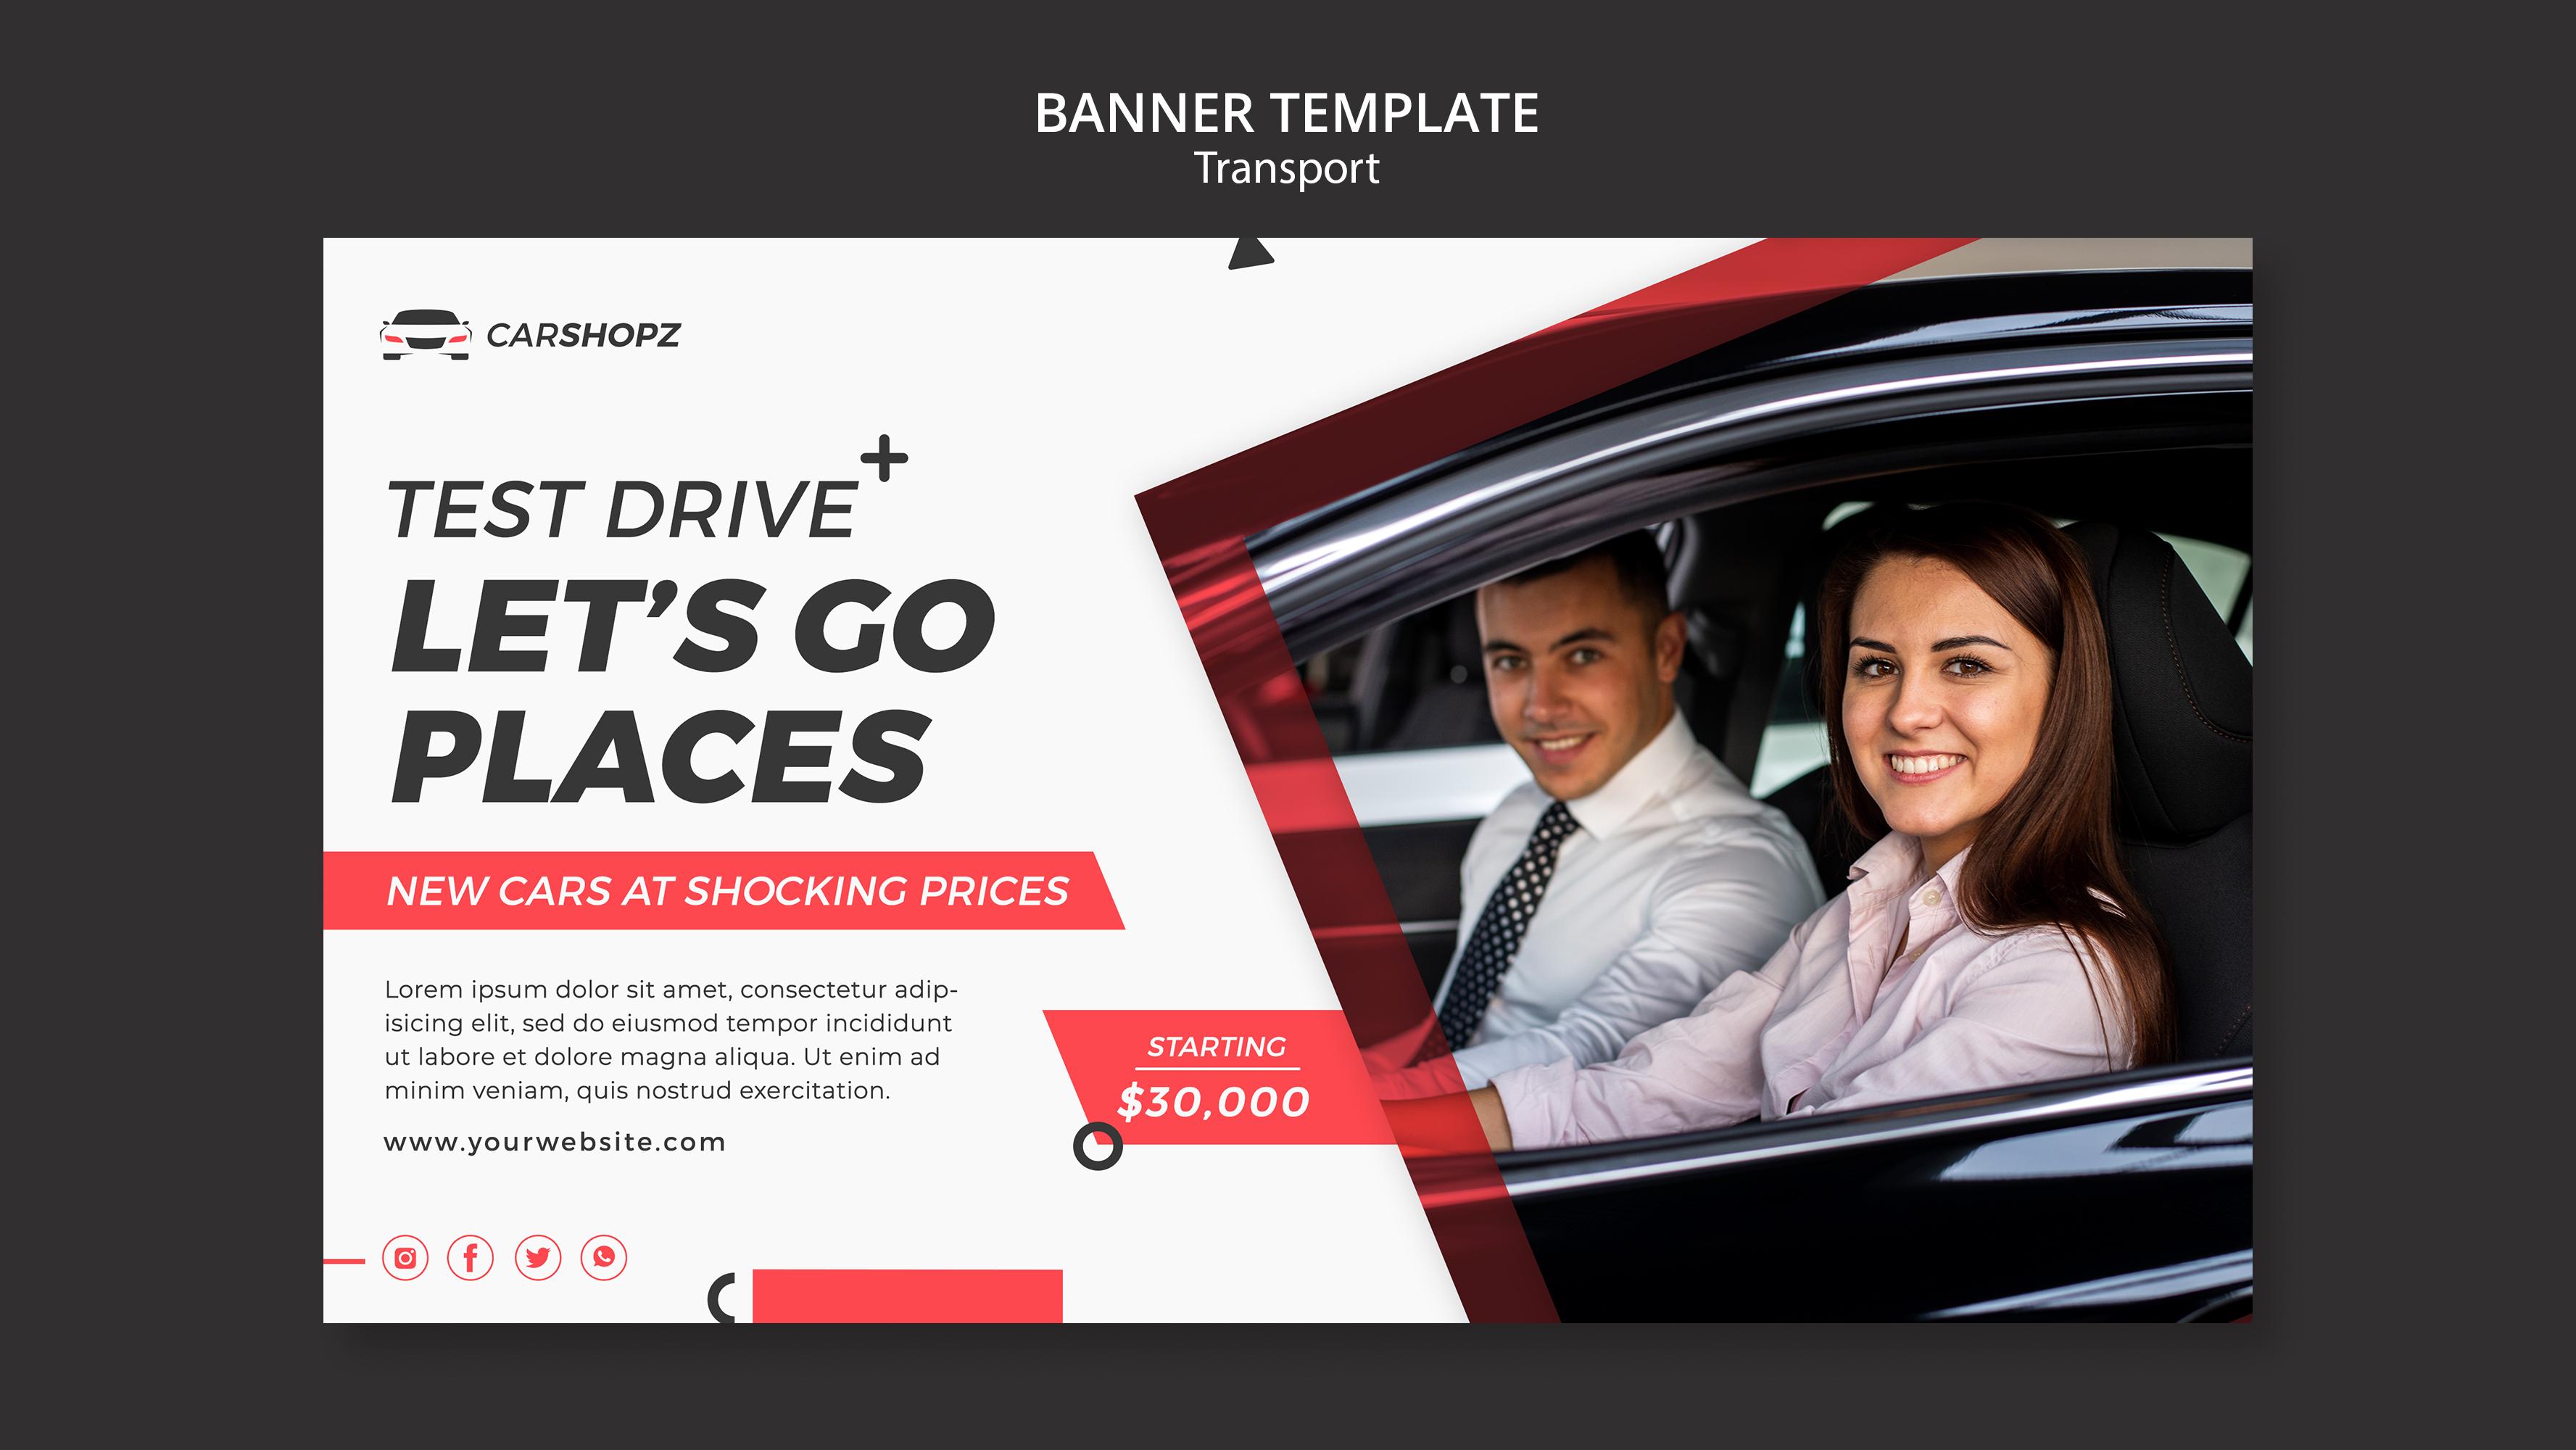 BANNER TEMPLATE
Transport
CARSHOPZ
TEST DRIVE
LET'S GO
PLACES
NEW CARS AT SHOCKING PRICES
Lorem ipsum dolor sit amet, consectetur adip-
isicing elit, sed do eiusmod tempor incididunt
ut labore et dolore magna aliqua. Ut enim ad
minim veniam, quis nostrud exercitation.
www.yourwebsite.com
STARTING
$30,000